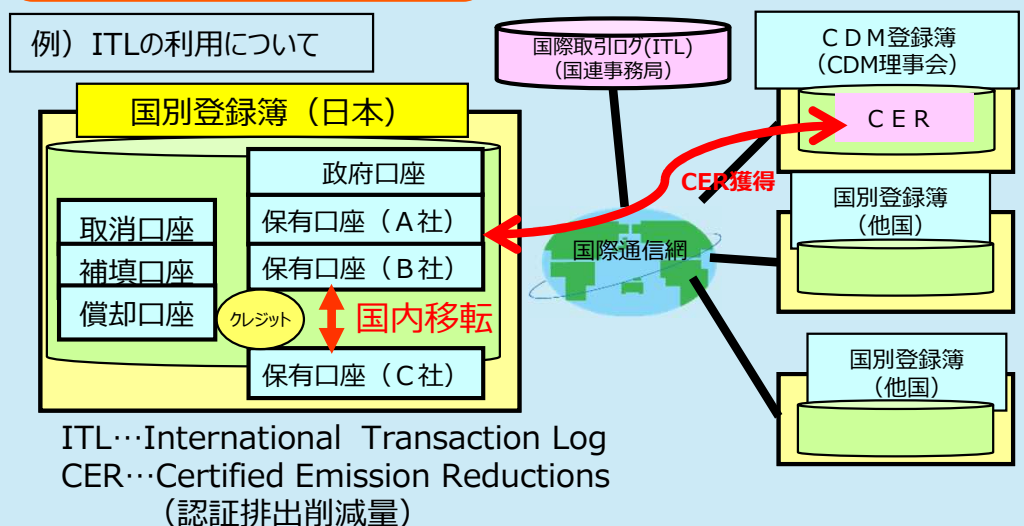 例）ITLの利用について
国際取引ログ(ITL)
（国連事務局）
ＣＤＭ登録簿
（CDM理事会）
ＣＥＲ
国別登録簿（日本）
政府口座
保有口座（Ａ社）
保有口座（Ｂ社）
取消口座
補填口座
償却口座
クレジット
国内移転
保有口座（Ｃ社）
CER獲得
国際通信網
国別登録簿
（他国）
国別登録簿
（他国）
ITL…International Transaction Log
CER…Certified Emission Reductions
（認証排出削減量）